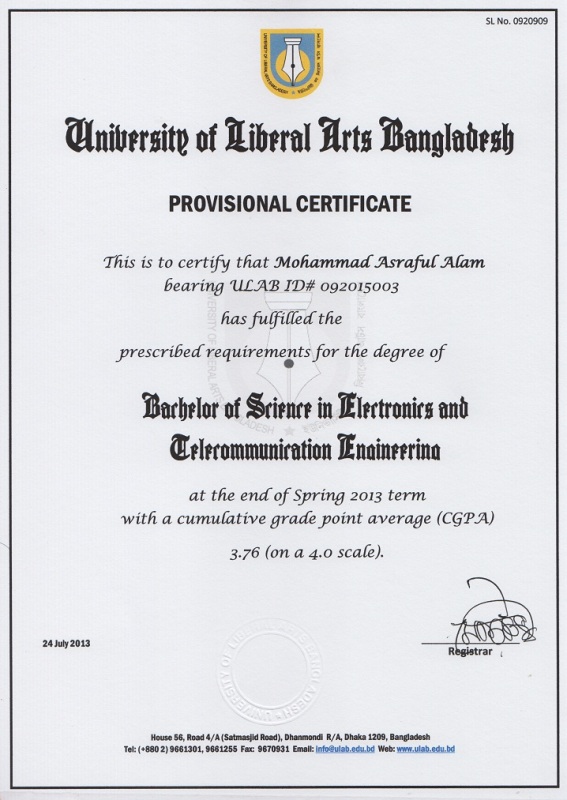 SL No. 0920909
University of Liberal Arts Bangladesh
PROVISIONAL CERTIFICATE
This is to certify that Mohammad Asraful Alam
bearing ULAB ID# 092015003
has fulfilled the
prescribed requirements for the degree of
Bachelor of Science in Electronics and
Telecommunication Engineering
at the end of Spring 2013 term
with a cumulative grade point average (CGPA)
3.76 (on a 4.0 scale).
24 July 2013
Registrar
House 56, Road 4/A (Satmasjid Road), Dhanmondi R/A, Dhaka 1209, Bangladesh
Tel: (+880 2) 9661301, 9661255 Fax: 9670931 Email: info@ulab.edu.bd Web: www.ulab.edu.bd